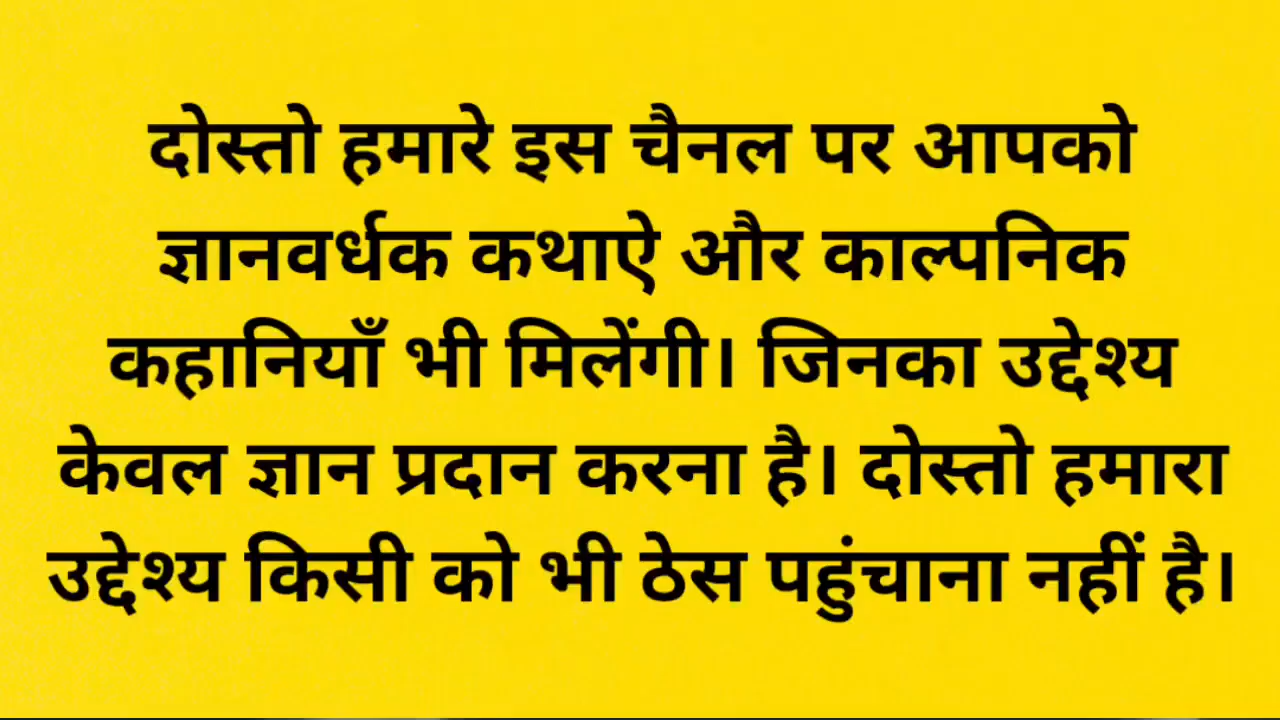 दोस्तो हमारे इस चैनल पर आपको
ज्ञानवर्धक कथाऐ और काल्पनिक
कहानियाँ भी मिलेंगी। जिनका उद्देश्य
केवल ज्ञान प्रदान करना है। दोस्तो हमारा
उद्देश्य किसी को भी ठेस पहुंचाना नहीं है।